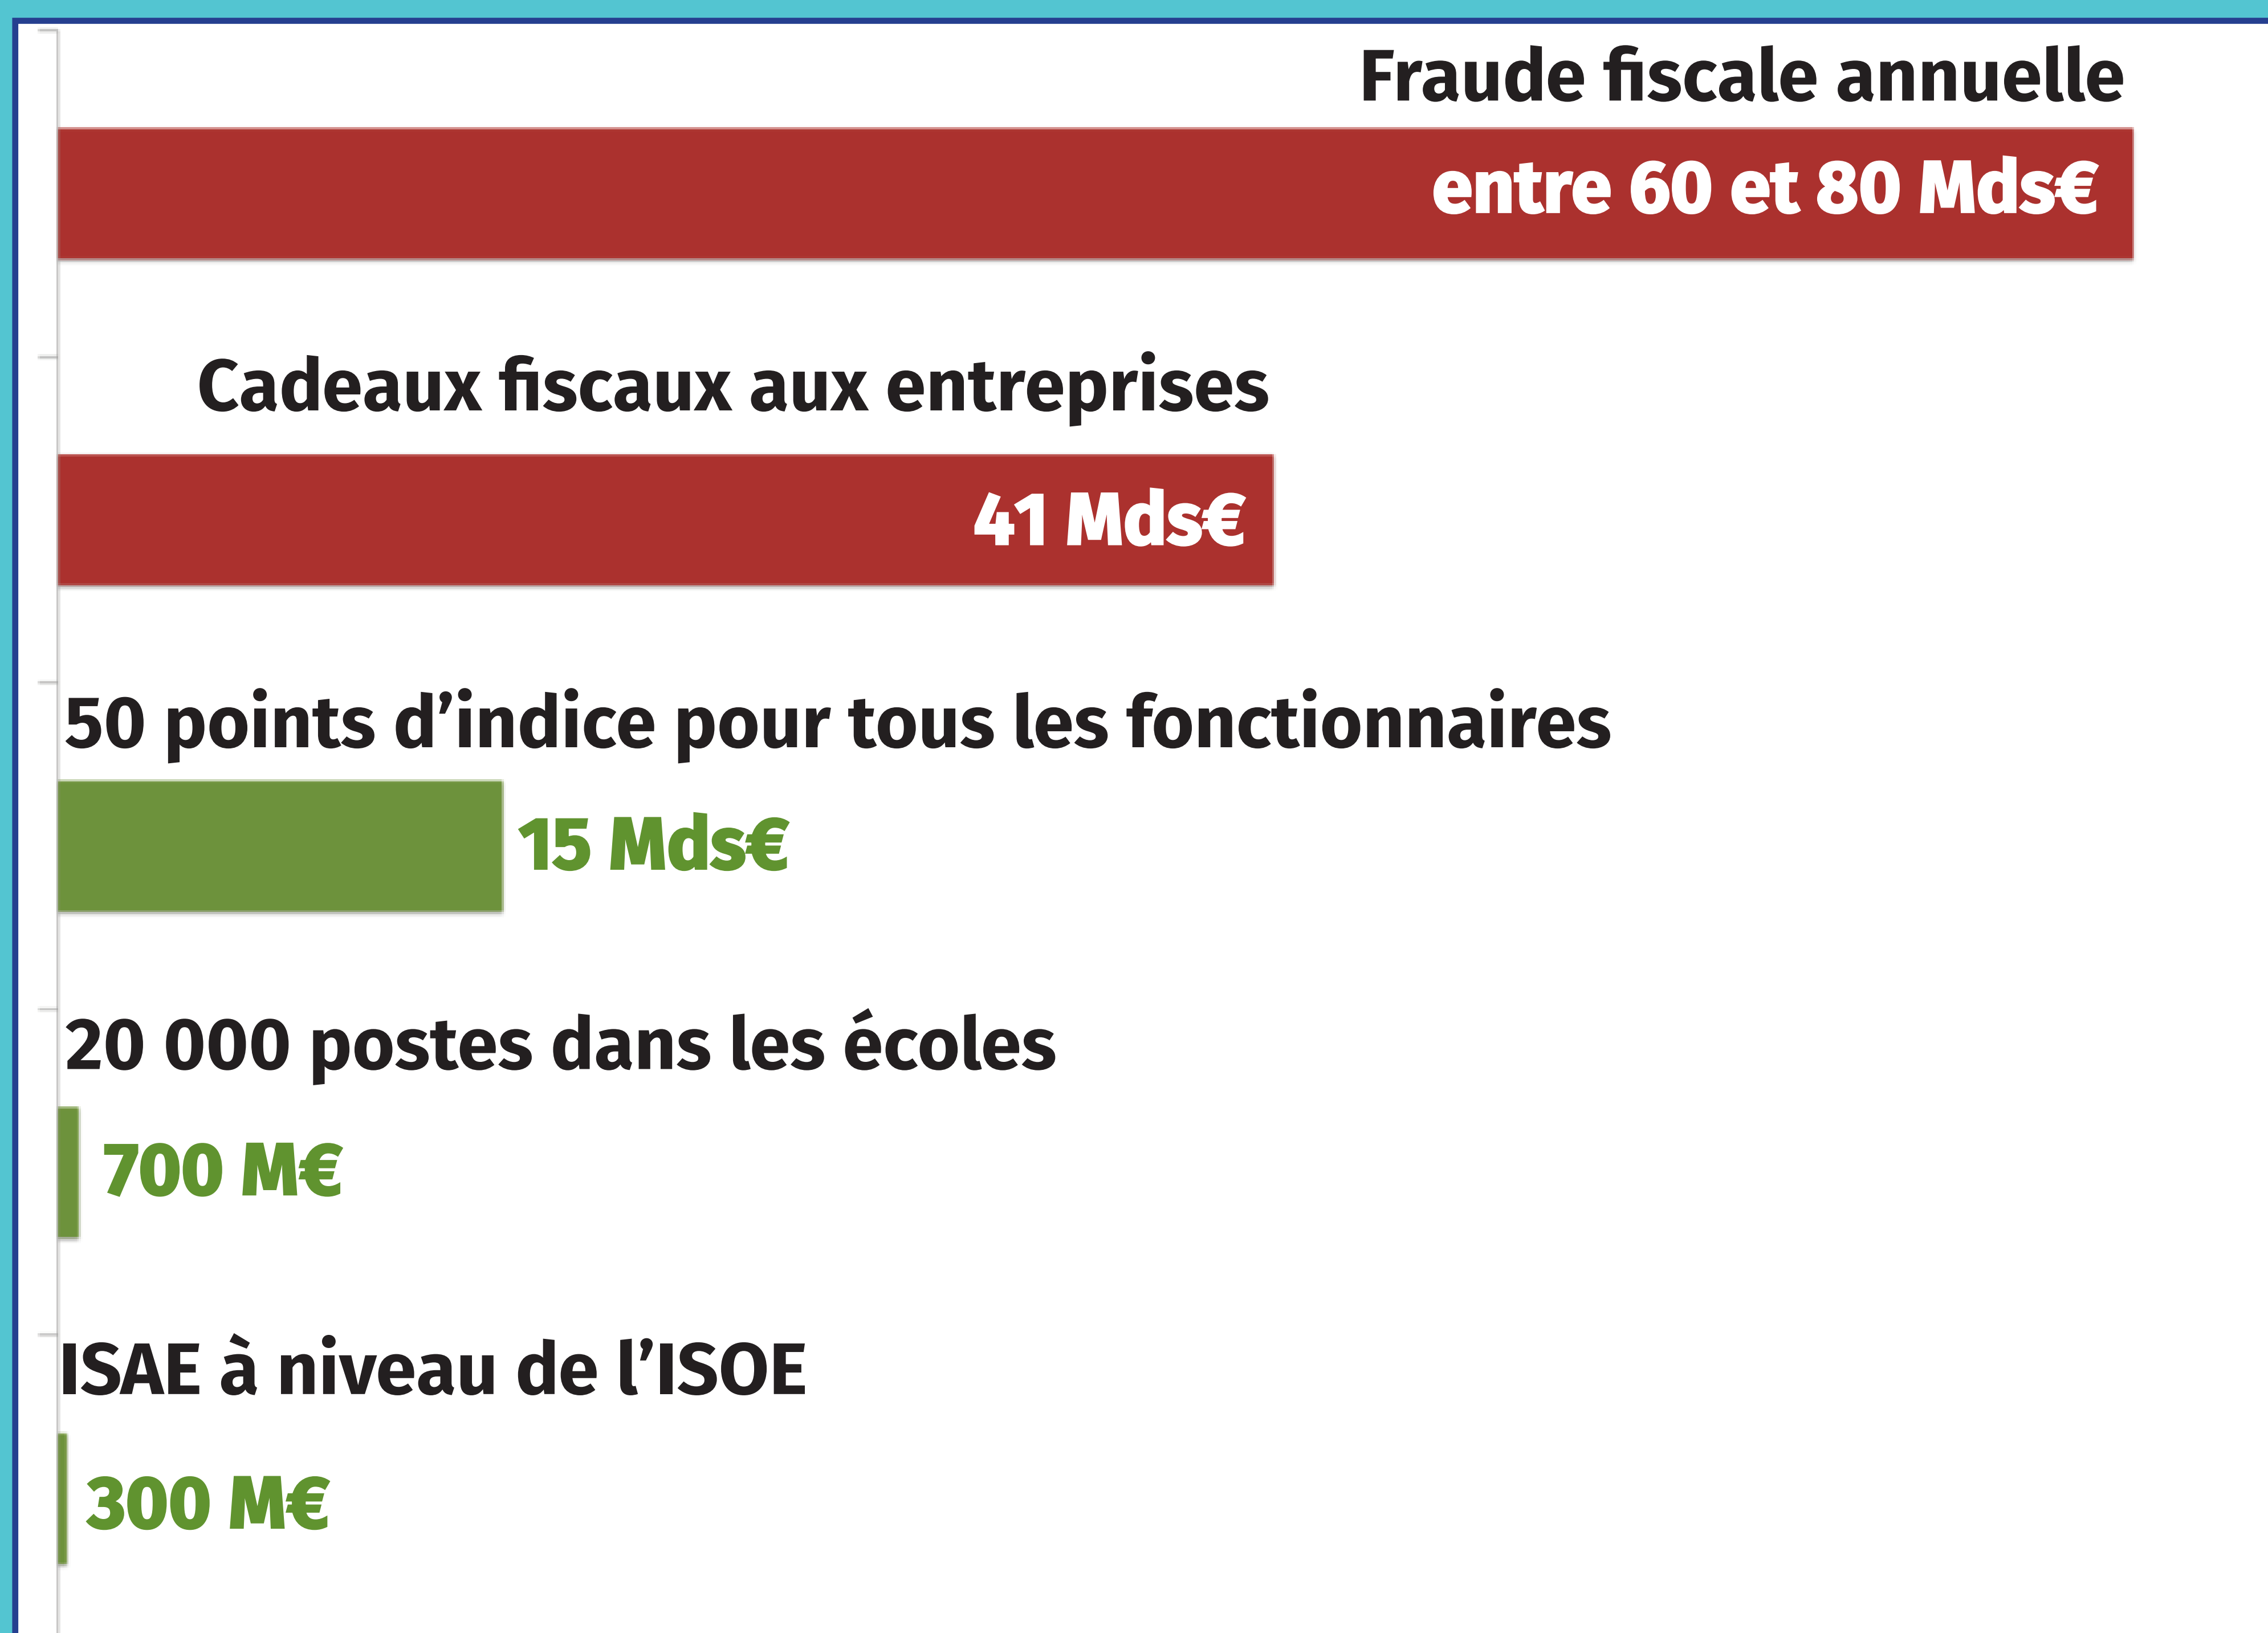 Fraude fiscale annuelle
entre 60 et 80 Mds€
Cadeaux fiscaux aux entreprises
41 Mds€
50 points d’indice pour tous les fonctionnaires
15 Mds€
20 000 postes dans les écoles
700 M€
ISAE à niveau de l’ISOE
300 M€